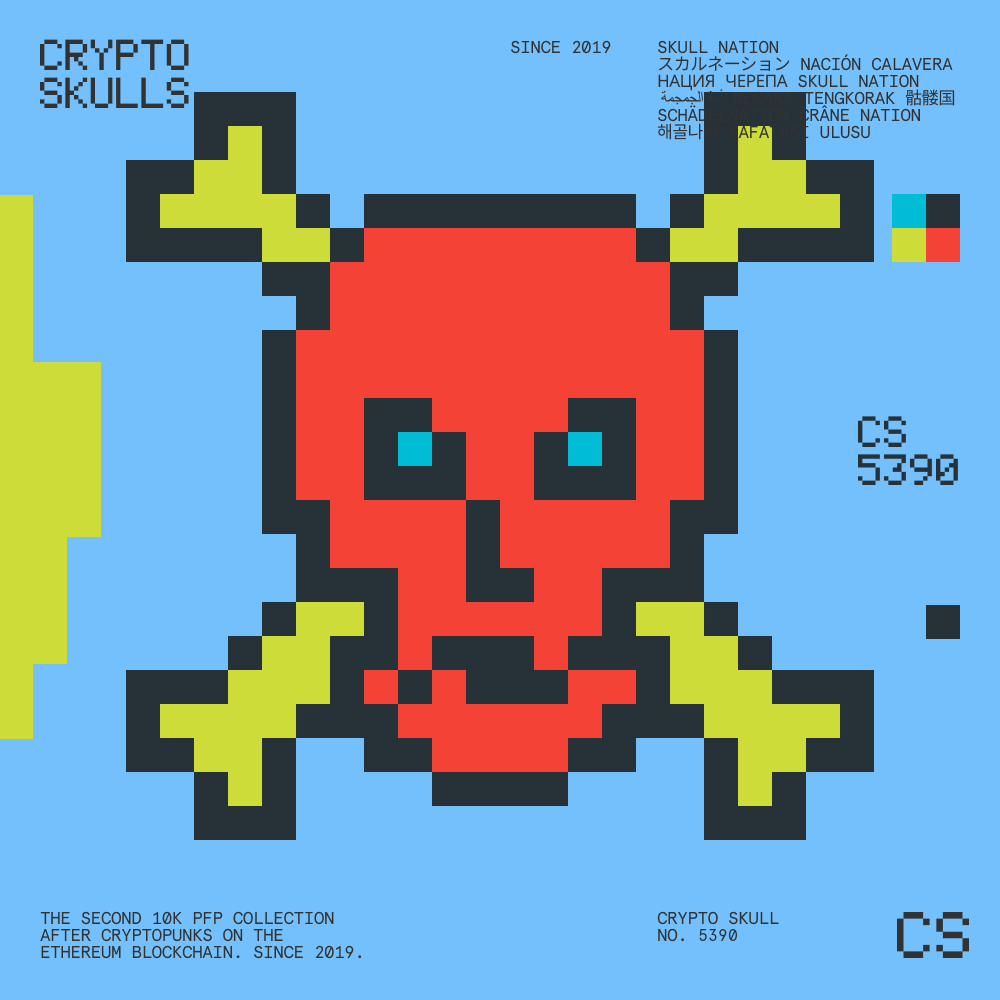 CRYPTO
SKULLS
SINCE 2019
SKULL NATION
スカルネーション NACIÓN CALAVERA
НАЦИЯ ЧЕРЕПА SKULL NATION
TENGKORAK 骷髅国
CRÂNE NATION
ULUSU
CS
5390
THE SECOND 10K PFP COLLECTION
AFTER CRYPTOPUNKS ON THE
ETHEREUM BLOCKCHAIN. SINCE 2019.
CRYPTO SKULL
NO. 5390
CS